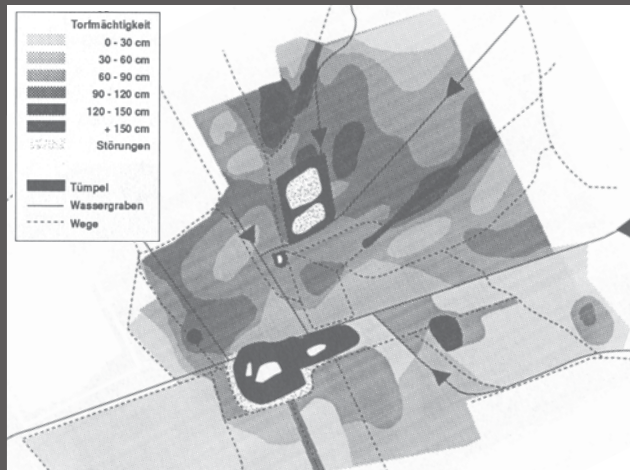 Torfmächtigkeit
0 - 30 cm
30 - 60 cm
60 - 90 cm
90 - 120 cm
120 - 150 cm
+ 150 cm
Störungen
Tümpel
Wassergraben
Wege